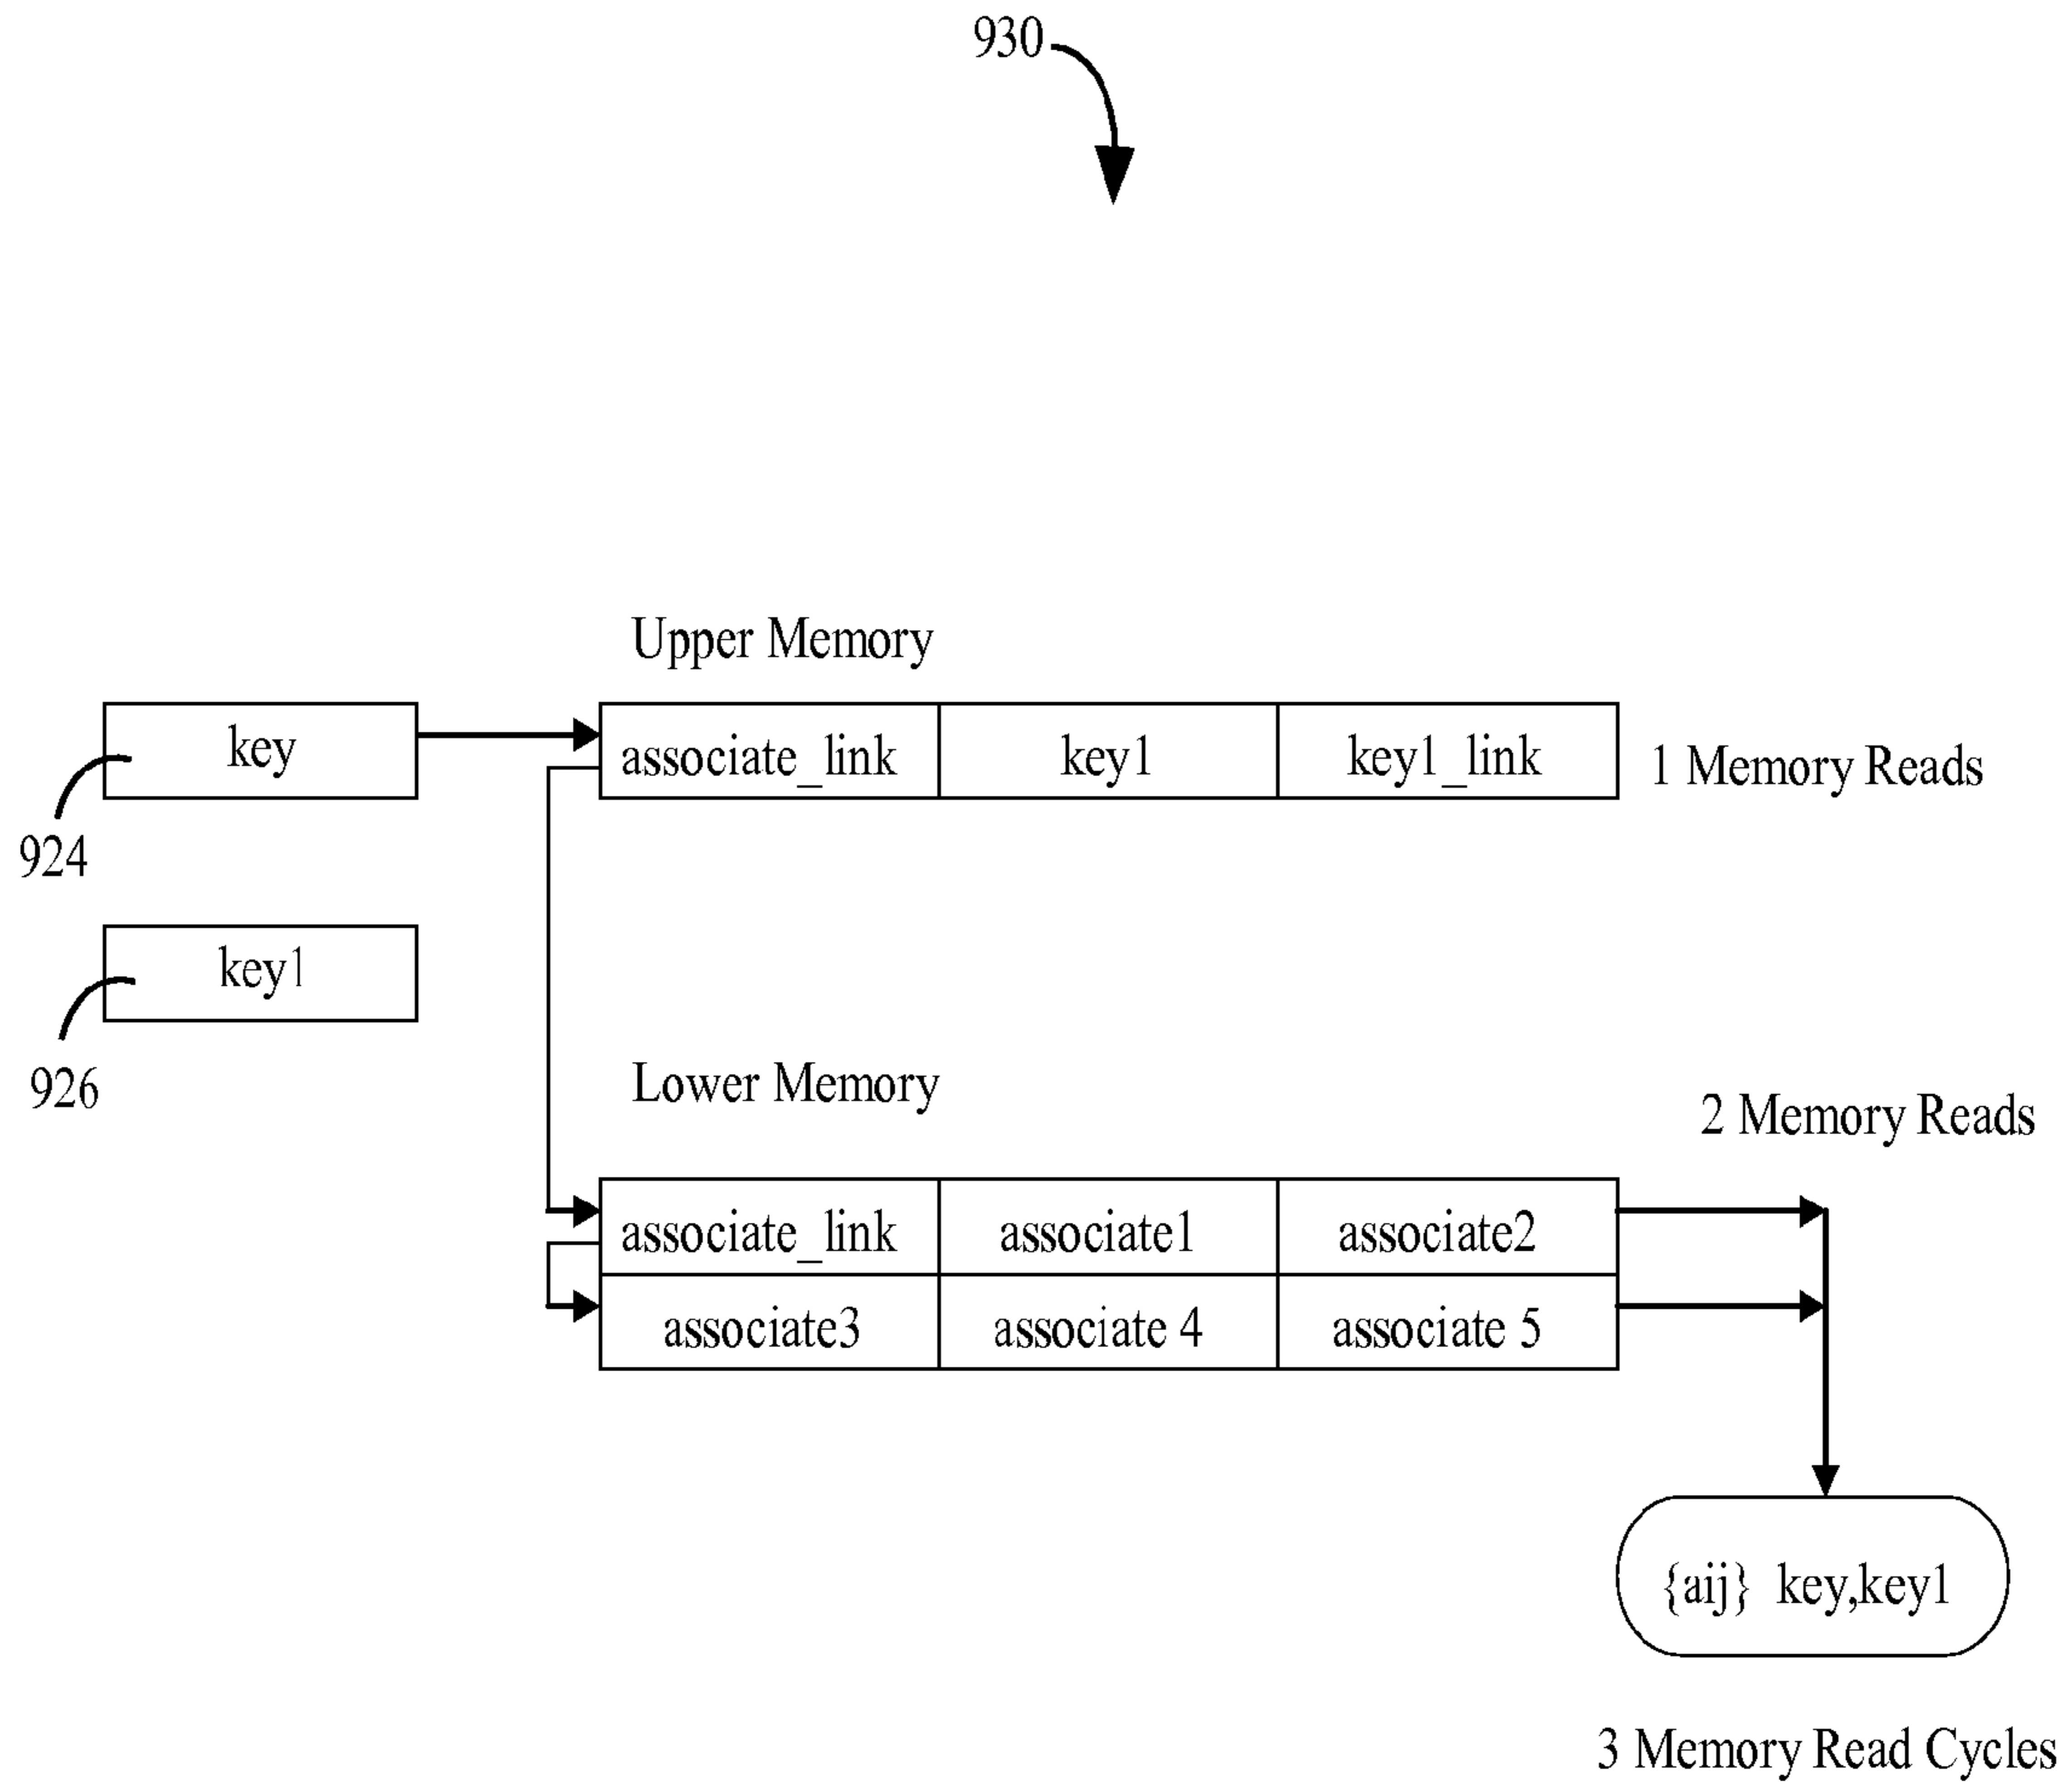 930
Upper Memory
key
associate_link key1 key1_link
1 Memory Reads
924
key1
926
Lower Memory
2 Memory Reads
associate_link associate1 associate2
associate3 associate 4 associate 5
{aij} key,key1
3 Memory Read Cycles